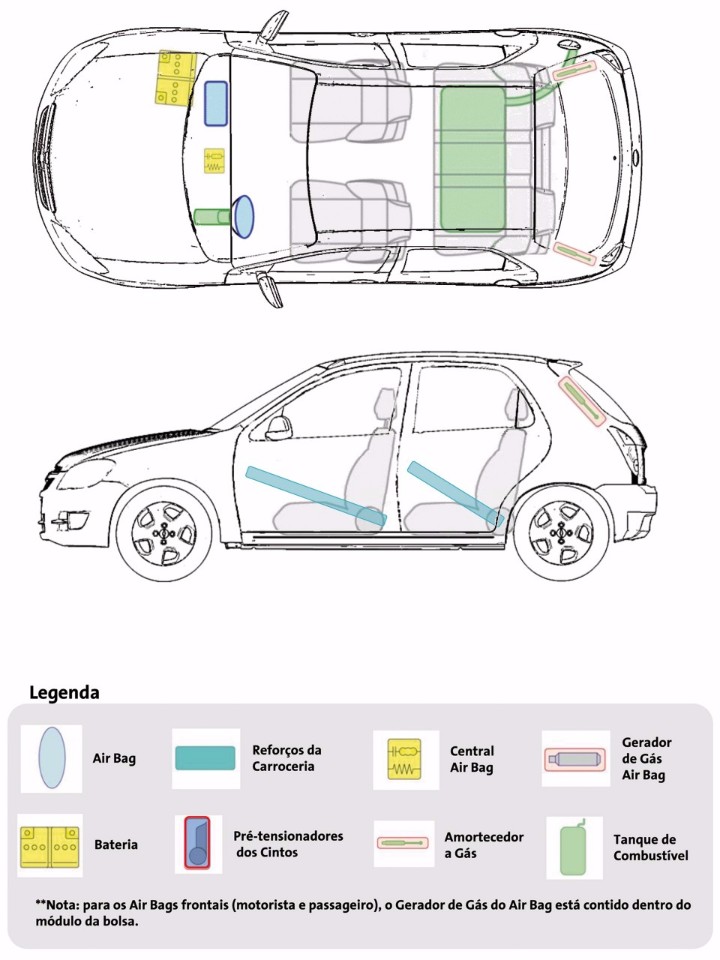 Legenda
Air Bag
Reforços da
Carroceria
Central
Air Bag
Gerador
de Gás
Air Bag
Bateria
Pré-tensionadores
dos Cintos
Amortecedor
a Gás
Tanque de
Combustível
**Nota: para os Air Bags frontais (motorista e passageiro), o Gerador de Gás do Air Bag está contido dentro do
módulo da bolsa.